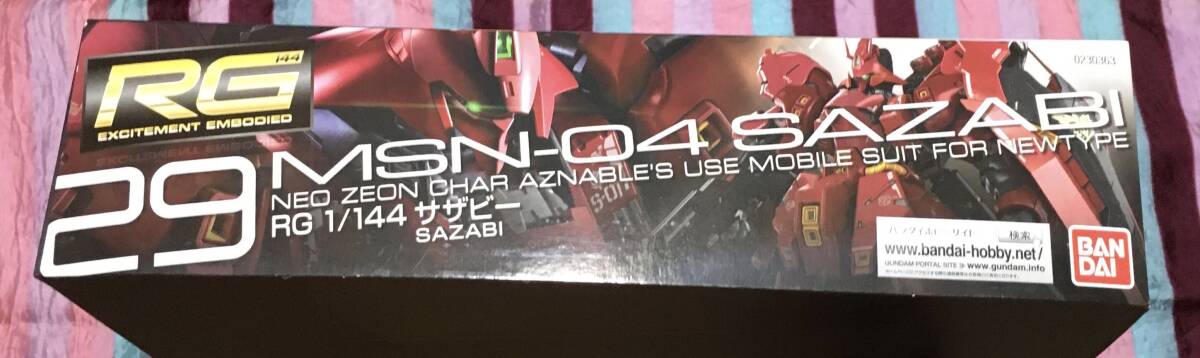 RG
144
EXCITEMENT EMBODIED
0230363
29
MSN-04 SAZABI
NEO ZEON CHAR AZNABLE'S USE MOBILE SUIT FOR NEWTYPE
RG 1/144 サザビー
SAZABI
検索
www.bandai-hobby.net/
GUNDAM PORTAL SITE www.gundam.info
BAN
DAI